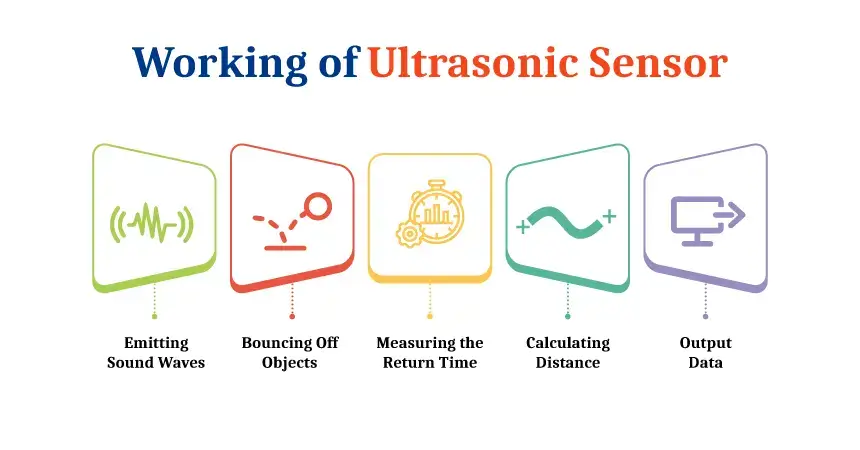 Working of Ultrasonic Sensor
Emitting
Sound Waves
Bouncing Off
Objects
Measuring the
Return Time
Calculating
Distance
Output
Data